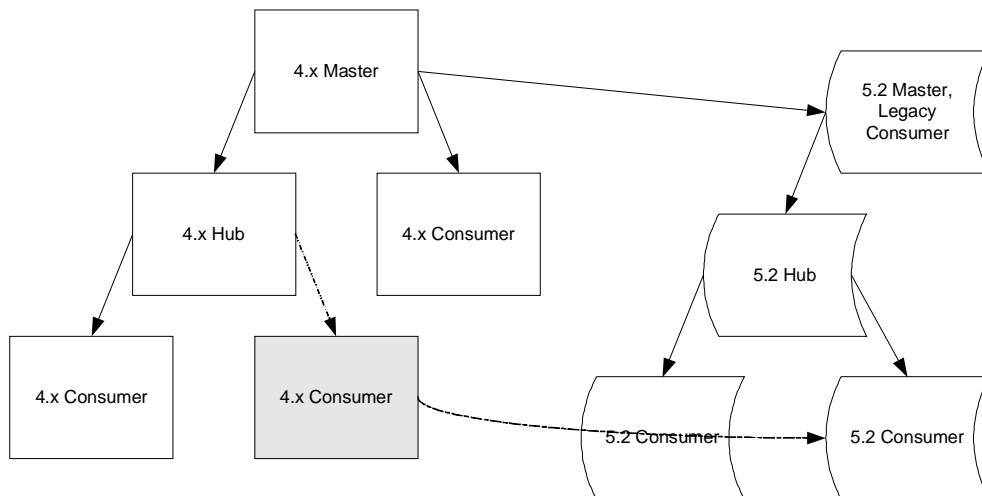 4.x Master
5.2 Master,
Legacy
Consumer
4.x Hub
4.x Consumer
5.2 Hub
4.x Consumer
4.x Consumer
5.2 Consumer
5.2 Consumer